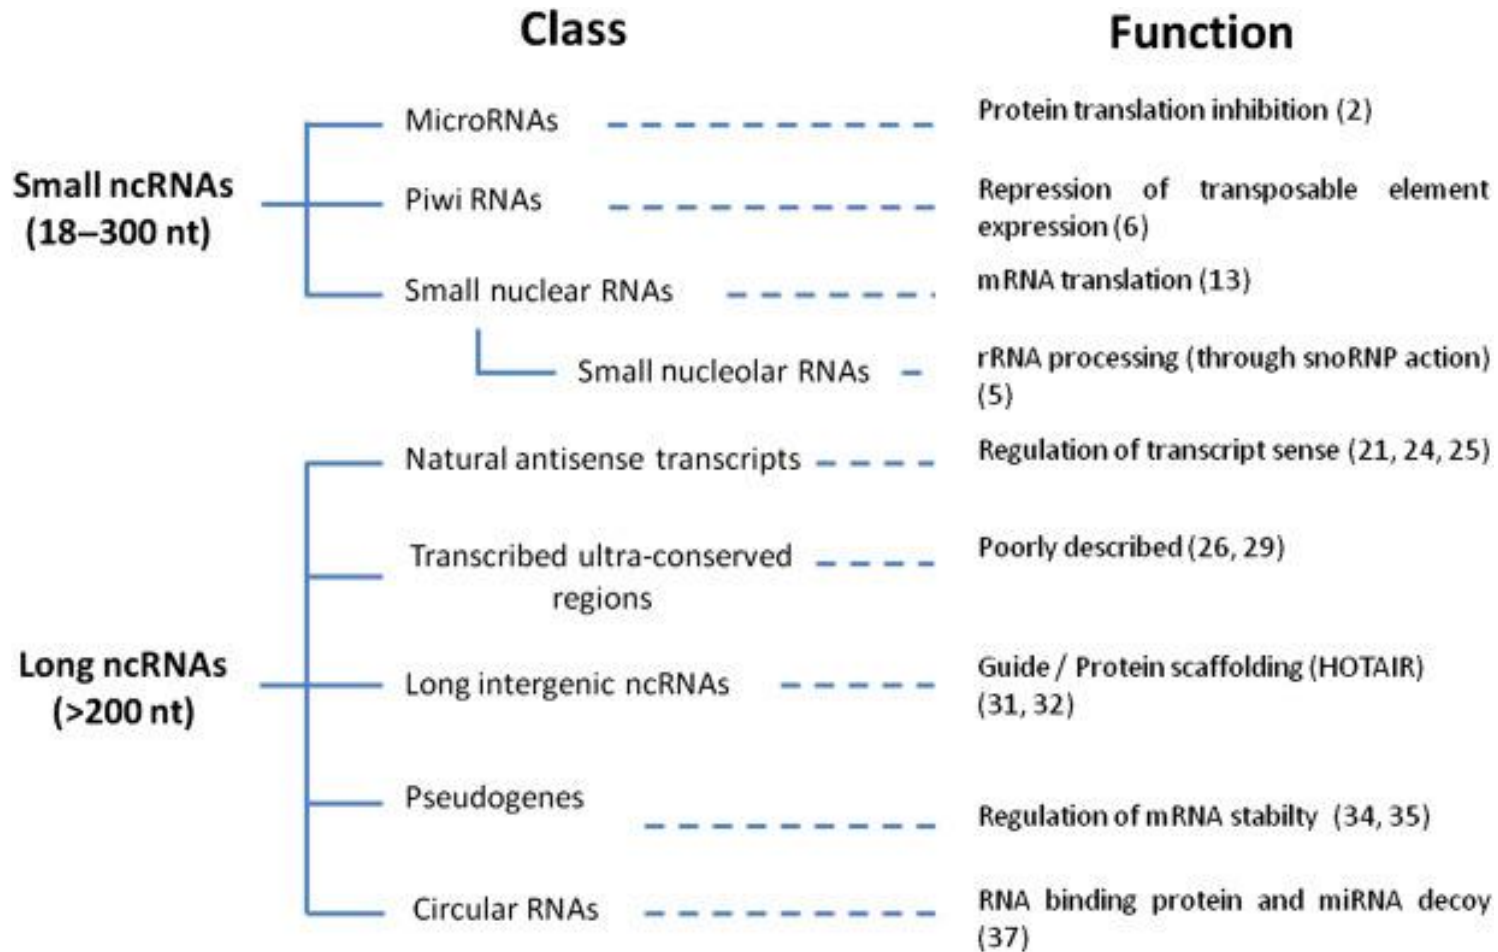 Class Function
MicroRNAs
Protein translation inhibition (2)
Small ncRNAs
(18–300 nt)
Piwi RNAs
Repression of transposable element
expression (6)
Small nuclear RNAs
mRNA translation (13)
Small nucleolar RNAs
rRNA processing (through snoRNP action)
(5)
Natural antisense transcripts
Regulation of transcript sense (21, 24, 25)
Transcribed ultra-conserved
regions
Poorly described (26, 29)
Long ncRNAs
(>200 nt)
Long intergenic ncRNAs
Guide / Protein scaffolding (HOTAIR)
(31, 32)
Pseudogenes
Regulation of mRNA stabilty (34, 35)
Circular RNAs
RNA binding protein and miRNA decoy
(37)